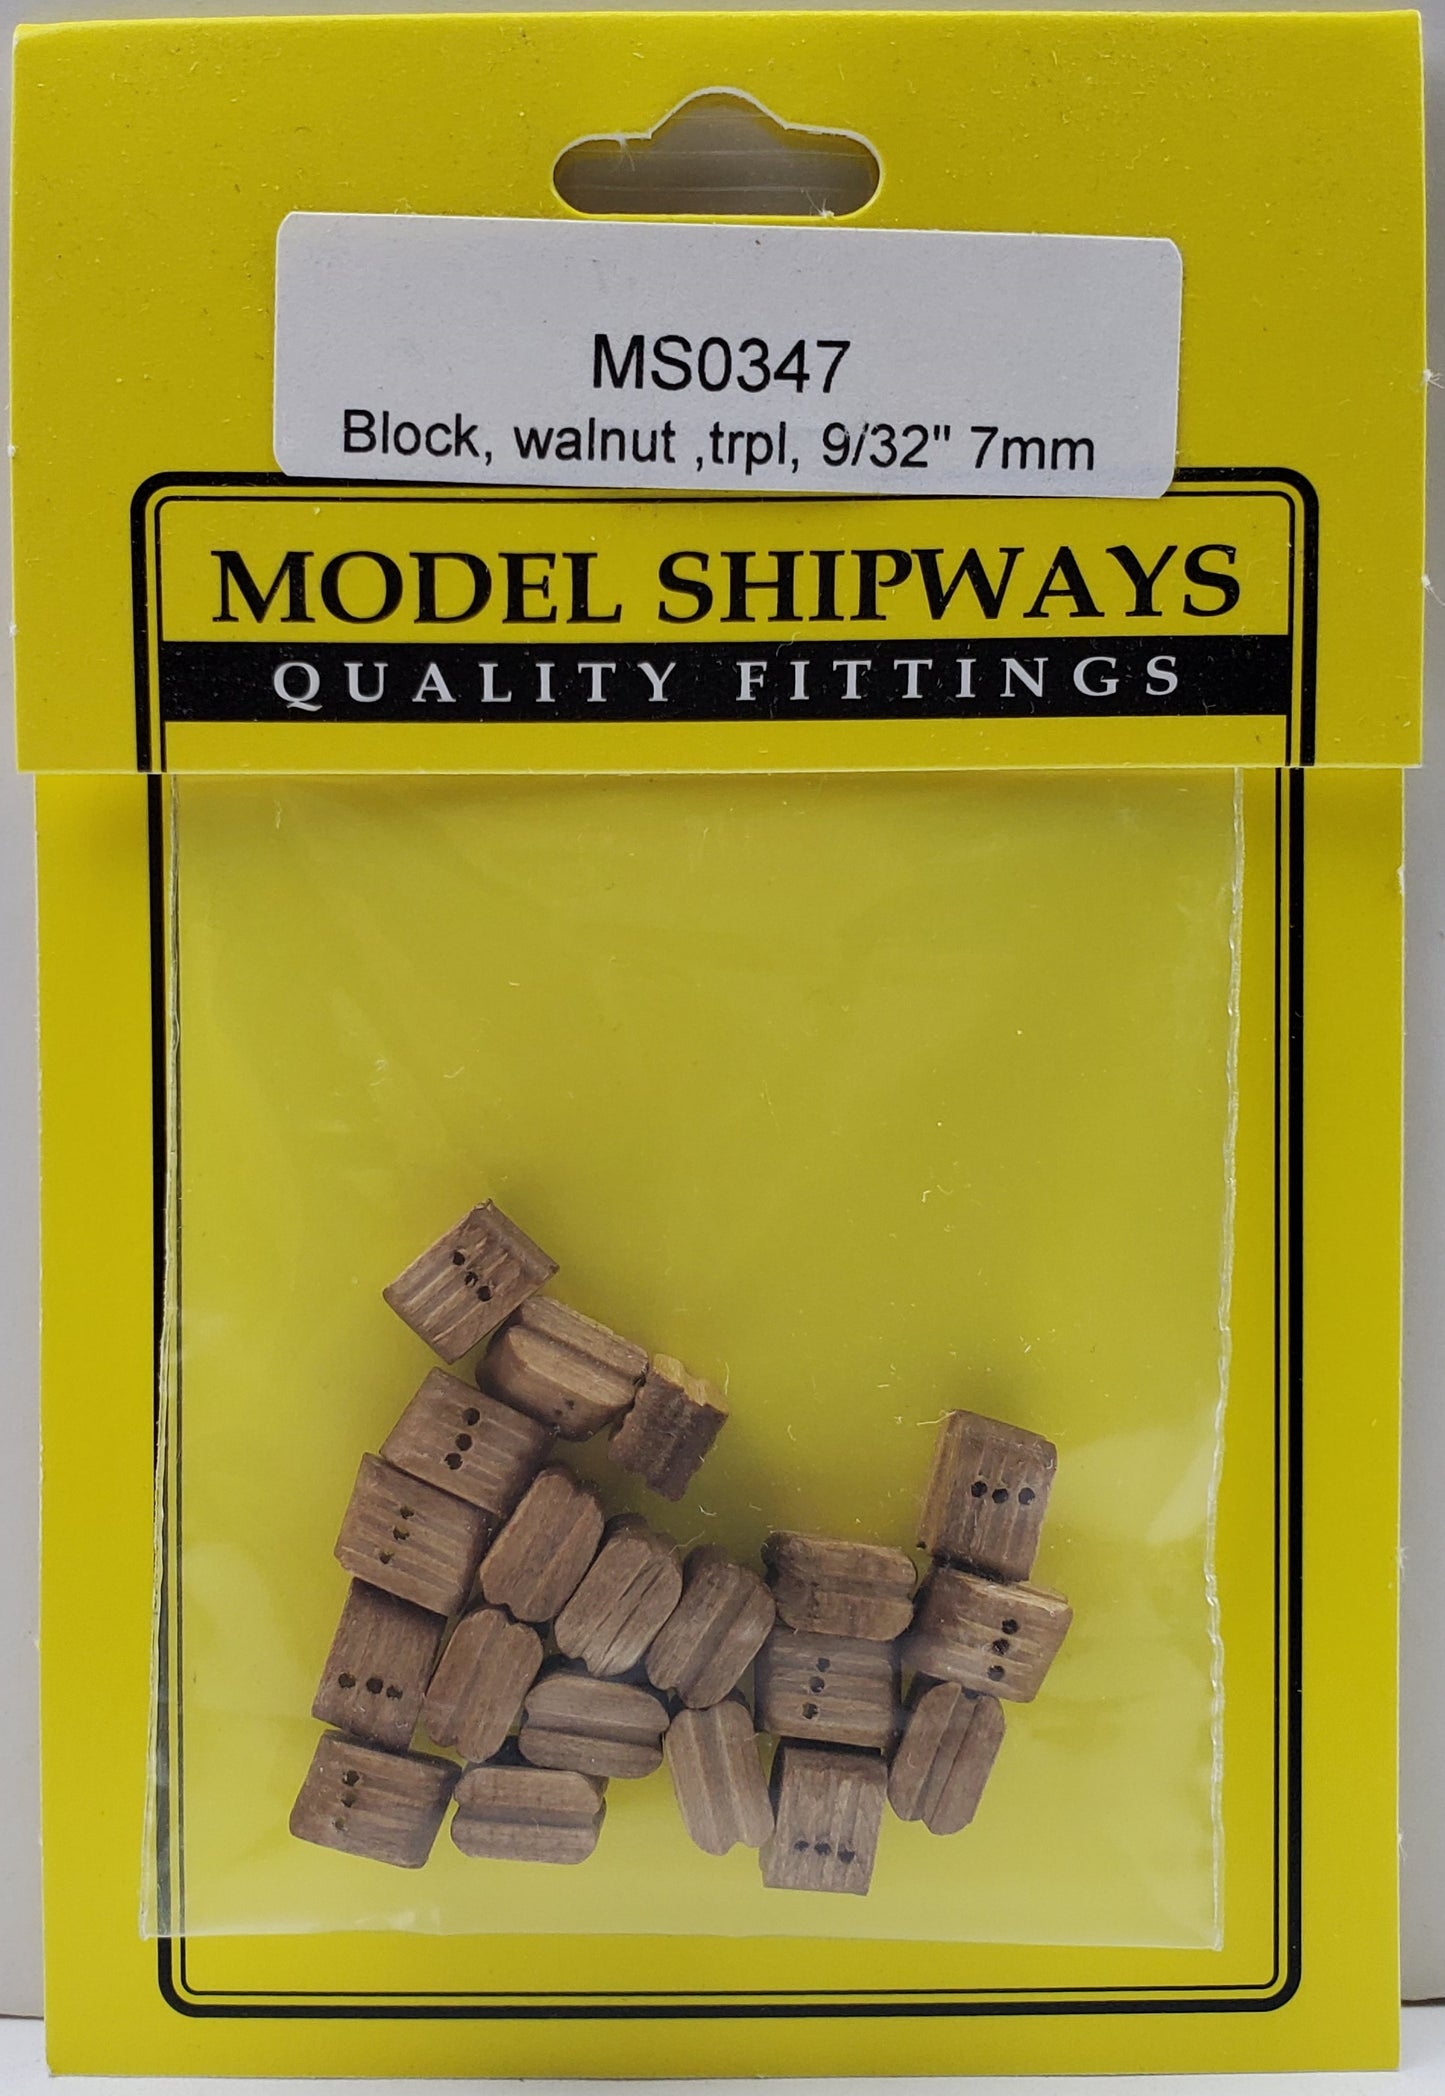 MS0347
Block, walnut ,trpl, 9/32" 7mm
MODEL SHIPWAYS
QUALITY FITTINGS